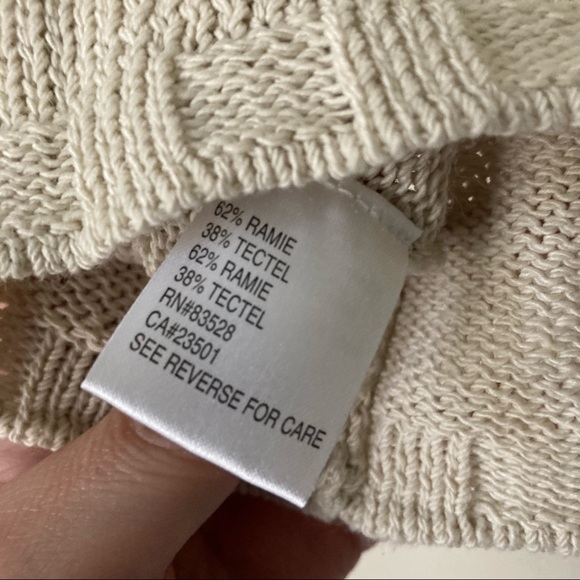 62% RAMIE
38% TECTEL
62% RAMIE
38% TECTEL
RN#83528
CA#23501
SEE REVERSE FOR CARE